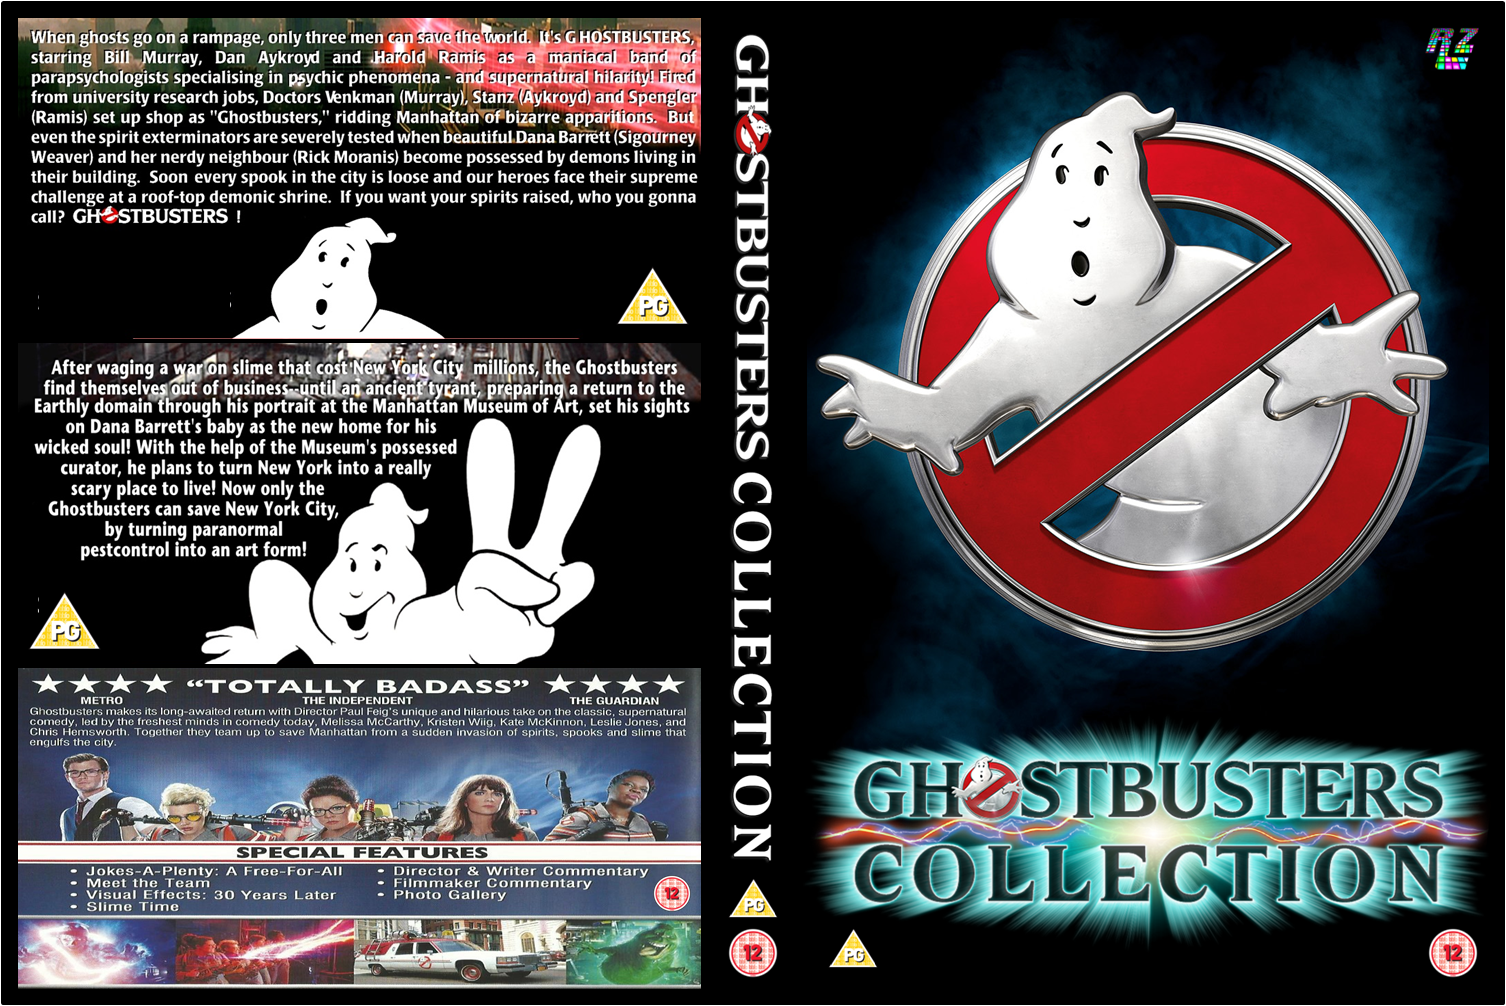 When ghosts go on a rampage, only three men can save the world. It's GHOSTBUSTERS,
starring Bill Murray, Dan Aykroyd and Harold Ramis as a maniacal band of
parapsychologists specialising in psychic phenomena - and supernatural hilarity! Fired
from university research jobs, Doctors Venkman (Murray), Stanz (Aykroyd) and Spengler
(Ramis) set up shop as "Ghostbusters," ridding Manhattan of bizarre apparitions. But
even the spirit exterminators are severely tested when beautiful Dana Barrett (Sigourney
Weaver) and her nerdy neighbour (Rick Moranis) become possessed by demons living in
their building. Soon every spook in the city is loose and our heroes face their supreme
challenge at a roof-top demonic shrine. If you want your spirits raised, who you gonna
call? GHOSTBUSTERS !
PG
After waging a war on slime that cost New York City millions, the Ghostbusters
find themselves out of business--until an ancient tyrant, preparing a return to the
Earthly domain through his portrait at the Manhattan Museum of Art, set his sights
on Dana Barrett's baby as the new home for his
wicked soul! With the help of the Museum's possessed
curator, he plans to turn New York into a really
scary place to live! Now only the
Ghostbusters can save New York City,
by turning paranormal
pestcontrol into an art form!
PG
“TOTALLY BADASS”
METRO THE INDEPENDENT THE GUARDIAN
Ghostbusters makes its long-awaited return with Director Paul Feig's unique and hilarious take on the classic, supernatural
comedy, led by the freshest minds in comedy today, Melissa McCarthy, Kristen Wiig, Kate McKinnon, Leslie Jones, and
Chris Hemsworth. Together they team up to save Manhattan from a sudden invasion of spirits, spooks and slime that
engulfs the city.
SPECIAL FEATURES
• Jokes-A-Plenty: A Free-For-All
• Meet the Team
• Visual Effects: 30 Years Later
• Slime Time
• Director & Writer Commentary
• Filmmaker Commentary
• Photo Gallery
12
GHOSTBUSTERS COLLECTION
PG
12
RZ
GHOSTBUSTERS
COLLECTION
PG
12